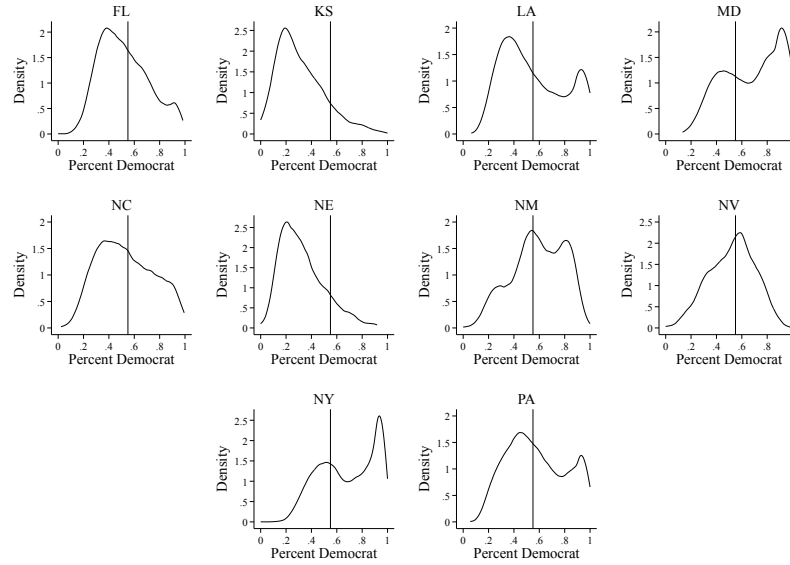 FL KS LA MD
Density 0 .5 1 1.5 2
0 .2 .4 .6 .8 1
Percent Democrat
Density 0 .5 1 1.5 2 2.5
0 .2 .4 .6 .8 1
Percent Democrat
Density 0 .5 1 1.5 2
0 .2 .4 .6 .8 1
Percent Democrat
Density 0 .5 1 1.5 2
0 .2 .4 .6 .8
Percent Democrat
NC NE NM NV
Density 0 .5 1 1.5 2
0 .2 .4 .6 .8 1
Percent Democrat
Density 0 .5 1 1.5 2 2.5
0 .2 .4 .6 .8 1
Percent Democrat
Density 0 .5 1 1.5 2
0 .2 .4 .6 .8 1
Percent Democrat
Density 0 .5 1 1.5 2 2.5
0 .2 .4 .6 .8
Percent Democrat
NY PA
Density 0 .5 1 1.5 2 2.5
0 .2 .4 .6 .8 1
Percent Democrat
Density 0 .5 1 1.5 2
0 .2 .4 .6 .8 1
Percent Democrat